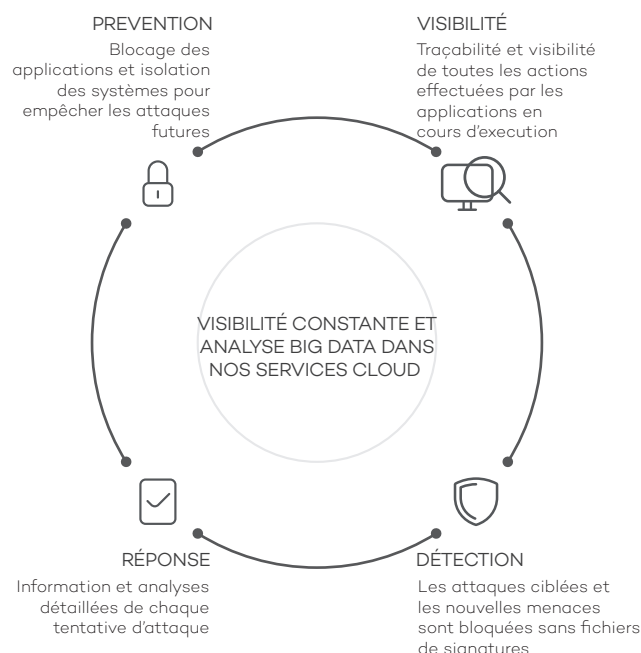 PREVENTION
Blocage des
applications et isolation
des systèmes pour
empêcher les attaques
futures
VISIBILITÉ
Traçabilité et visibilité
de toutes les actions
effectuées par les
applications en
cours d'execution
VISIBILITÉ CONSTANTE ET
ANALYSE BIG DATA DANS
NOS SERVICES CLOUD
RÉPONSE
Information et analyses
détaillées de chaque
tentative d'attaque
DÉTECTION
Les attaques ciblées et
les nouvelles menaces
sont bloquées sans fichiers
de signatures